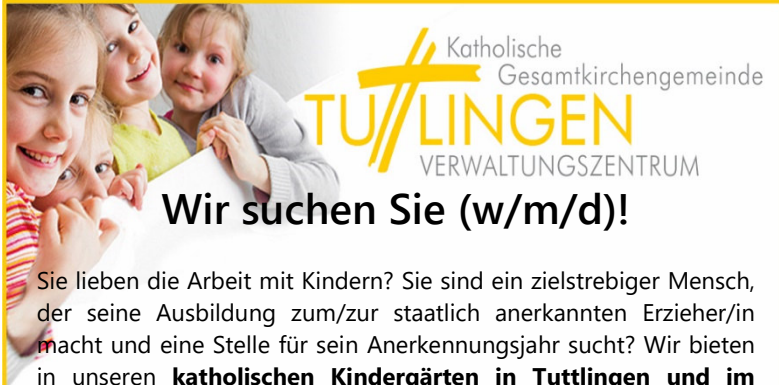 Katholische
Gesamtkirchengemeinde
TUTTLINGEN
VERWALTUNGSZENTRUM
Wir suchen Sie (w/m/d)!
Sie lieben die Arbeit mit Kindern? Sie sind ein zielstrebiger Mensch,
der seine Ausbildung zum/zur staatlich anerkannten Erzieher/in
macht und eine Stelle für sein Anerkennungsjahr sucht? Wir bieten
in unseren katholischen Kindergärten in Tuttlingen und im